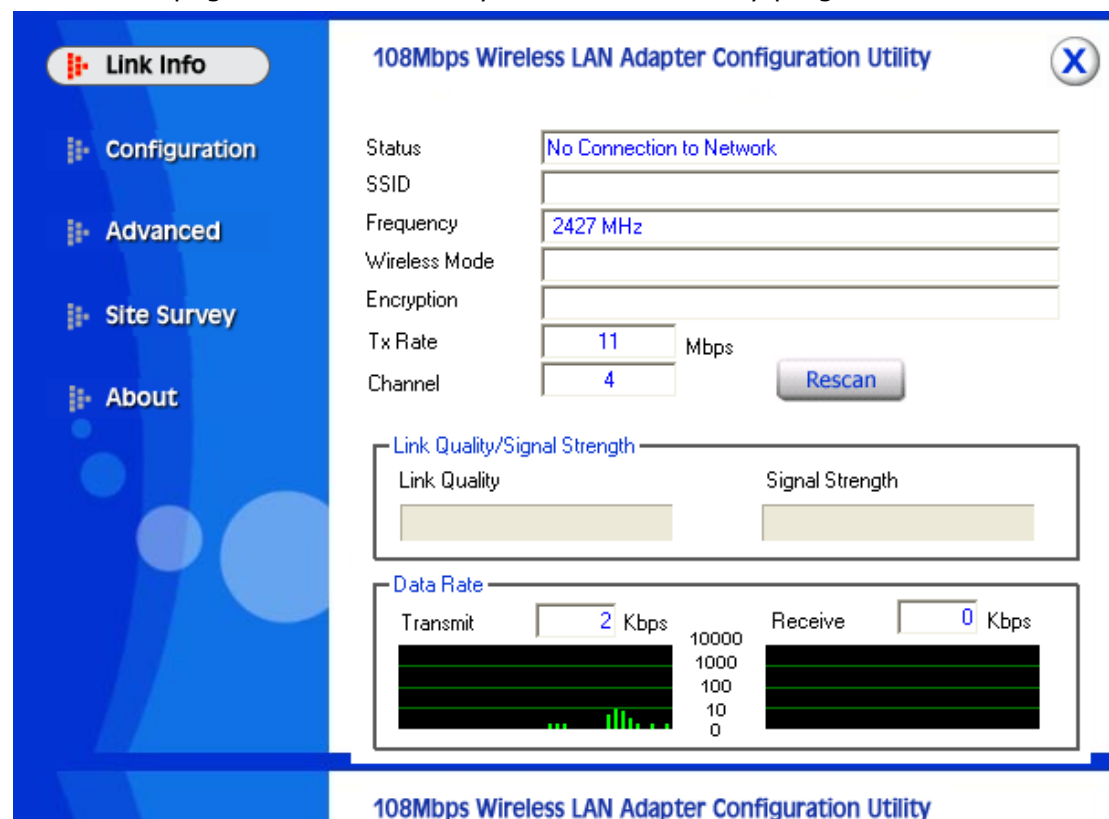 Link Info
Configuration
Advanced
Site Survey
About
108Mbps Wireless LAN Adapter Configuration Utility
X
Status No Connection to Network
SSID
Frequency 2427 MHz
Wireless Mode
Encryption
Tx Rate 11 Mbps
Channel 4 Rescan
Link Quality/Signal Strength
Link Quality Signal Strength
Data Rate
Transmit 2 Kbps Receive 0 Kbps
10000
1000
100
10
0
108Mbps Wireless LAN Adapter Configuration Utility